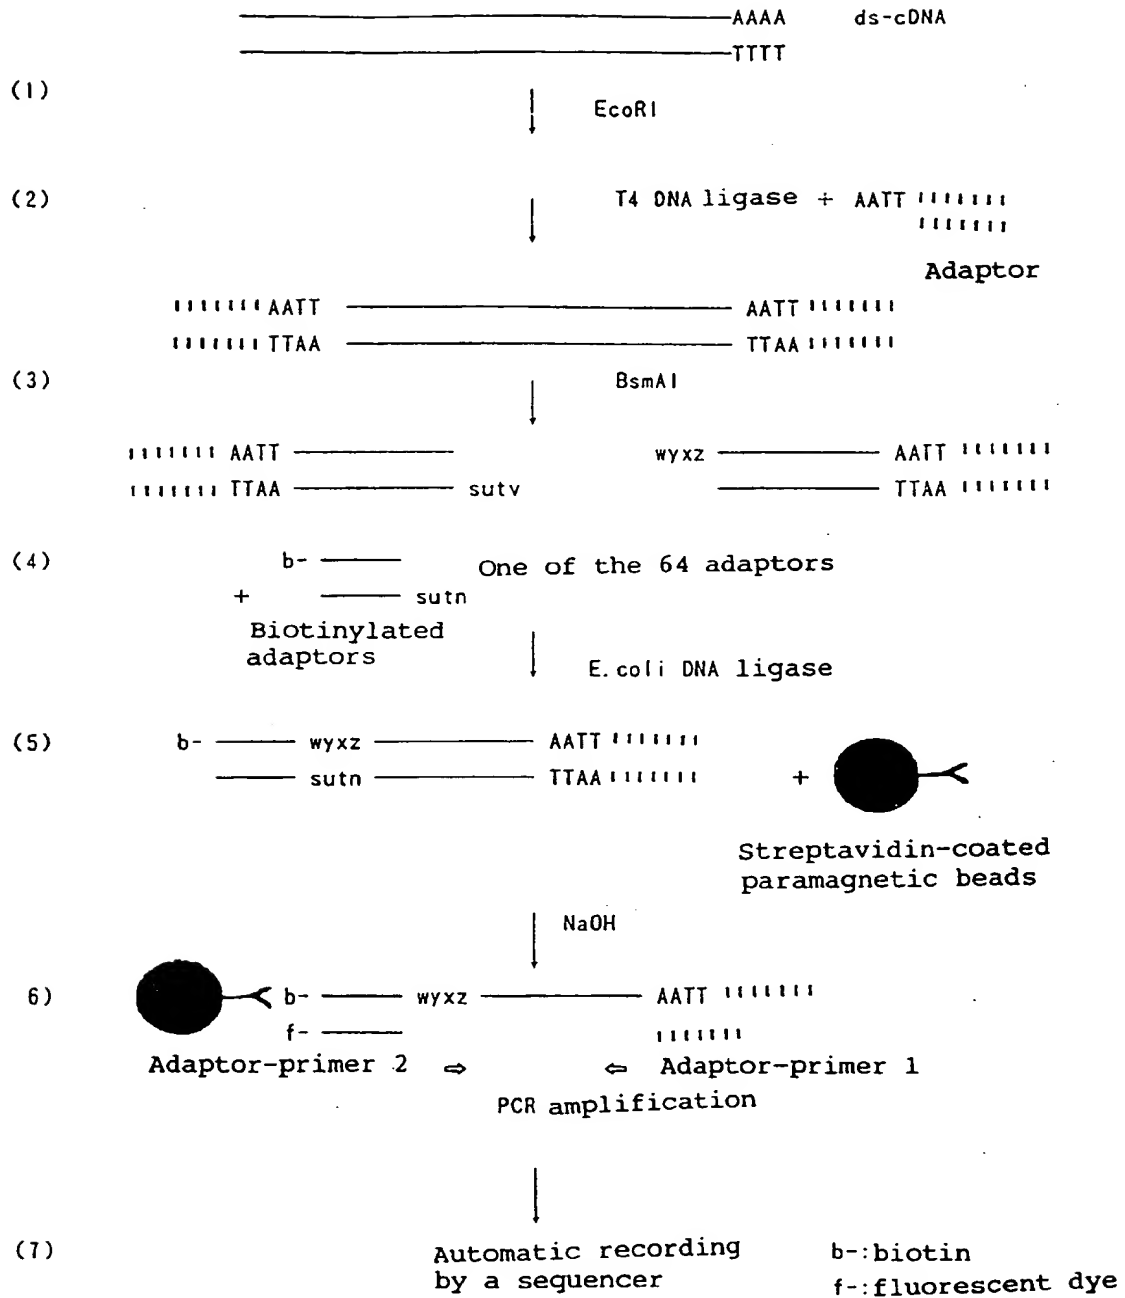 AAAA ds-cDNA
TTTT
(1)
EcoRI
(2) T4 DNA ligase + AATT
Adaptor
AATT AATT
TTAA TTAA
(3) BsmAI
AATT wyxz AATT
TTAA sutv TTAA
(4) b- One of the 64 adaptors
+ sutn
Biotinylated
adaptors
E.coli DNA ligase
(5) b- wyxz AATT
sutn TTAA +
Streptavidin-coated
paramagnetic beads
NaOH
6) b- wyxz AATT
f-
Adaptor-primer 2 ⇨ ⇦ Adaptor-primer 1
PCR amplification
(7) Automatic recording b-:biotin
by a sequencer f-:fluorescent dye